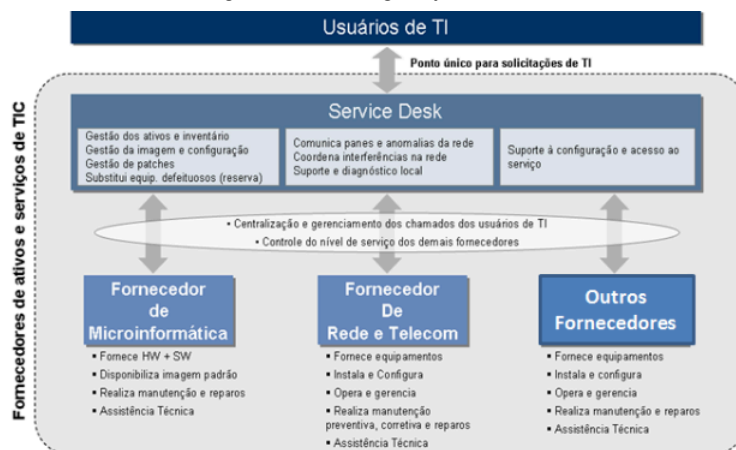 Usuários de TI
Ponto único para solicitações de TI
Fornecedores de ativos e serviços de TIC
Service Desk
Gestão dos ativos e inventário
Gestão da imagem e configuração
Gestão de patches
Substitui equip. defeituosos (reserva)
Comunica panes e anomalias da rede
Coordena interferências na rede
Suporte e diagnóstico local
Suporte á configuração e acesso ao
serviço
• Centralização e gerenciamento dos chamados dos usuários de TI
• Controle do nível de serviço dos demais fornecedores
Fornecedor
de
Microinformática
▪ Fornece HW + SW
▪ Disponibiliza imagem padrão
▪ Realiza manutenção e reparos
▪ Assistência Técnica
Fornecedor
De
Rede e Telecom
▪ Fornece equipamentos
▪ Instala e Configura
▪ Opera e gerencia
▪ Realiza manutenção
preventiva, corretiva e reparos
▪ Assistência Técnica
Outros
Fornecedores
▪ Fornece equipamentos
▪ Instala e configura
▪ Opera e gerencia
▪ Realiza manutenção e reparos
▪ Assistência Técnica